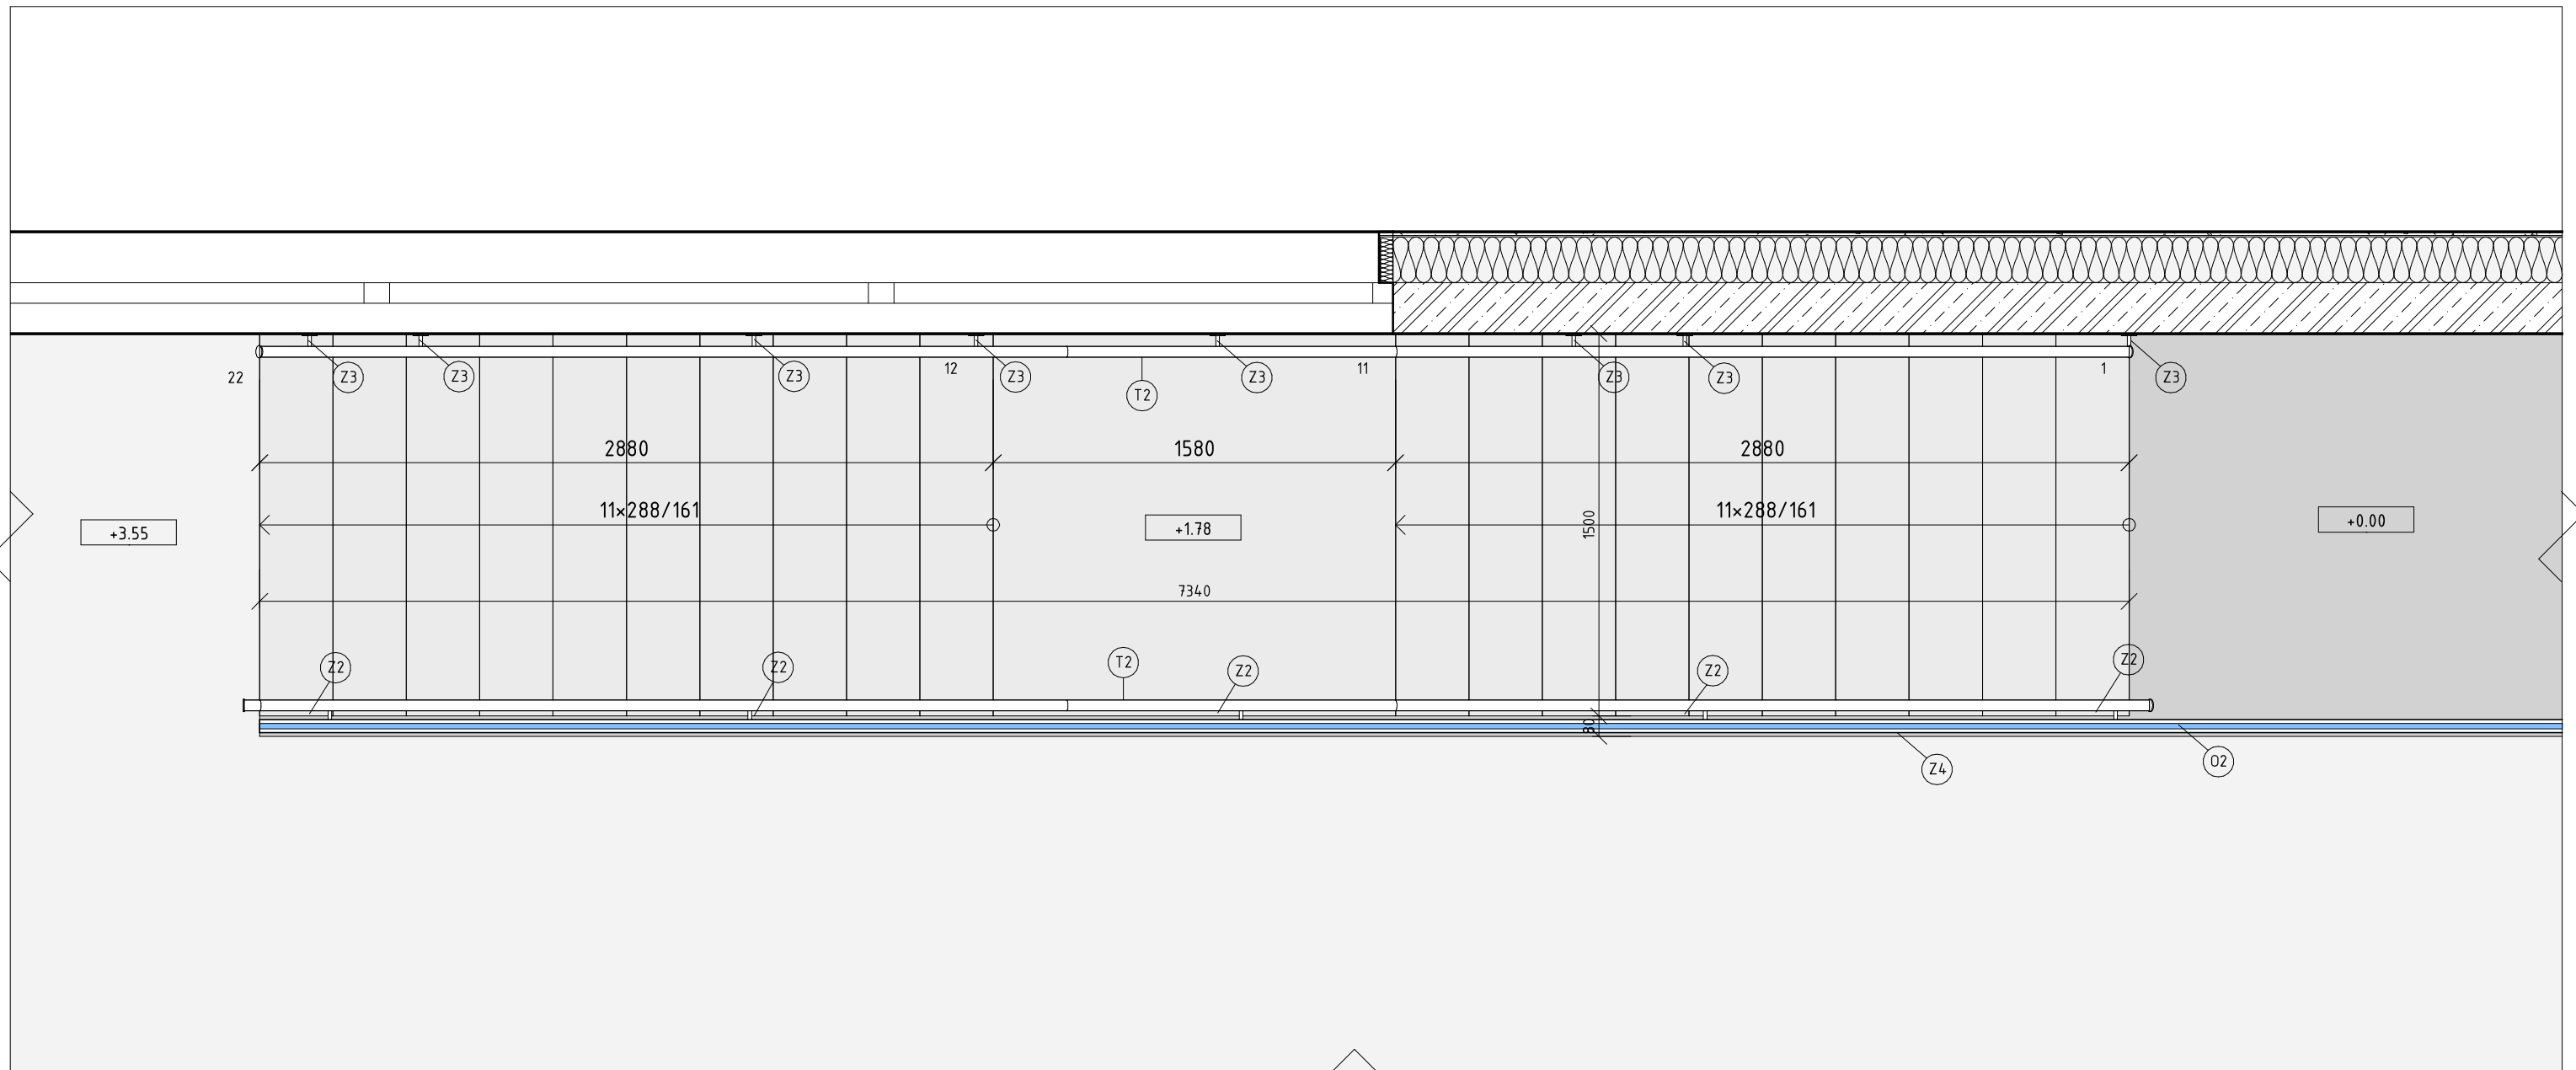 Z3 Z3 Z3 Z3 Z3 Z3 Z3 Z3
22 12 11 1
T2
2880 1580 2880
11×288/161 11×288/161
+3.55 +1.78 1500 +0.00
7340
Z2 Z2 T2 Z2 Z2 Z2
80
Z4 O2